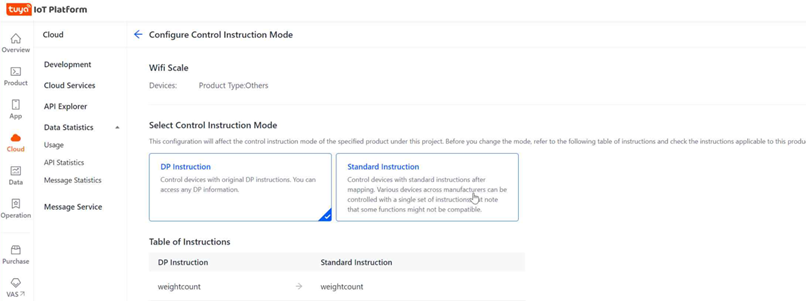 tuya IoT Platform
Overview
Product
App
Cloud
Data
Operation
Purchase
VAS
Cloud
Development
Cloud Services
API Explorer
Data Statistics
Usage
API Statistics
Message Statistics
Message Service
Configure Control Instruction Mode
Wifi Scale
Devices: Product Type:Others
Select Control Instruction Mode
This configuration will affect the control instruction mode of the specified product under this project. Before you change the mode, refer to the following table of instructions and check the instructions applicable to this
DP Instruction
Control devices with original DP instructions. You can
access any DP information.
Standard Instruction
Control devices with standard instructions after
mapping. Various devices across manufacturers can be
controlled with a single set of instructions but note
that some functions might not be compatible.
Table of Instructions
DP Instruction Standard Instruction
weightcount → weightcount